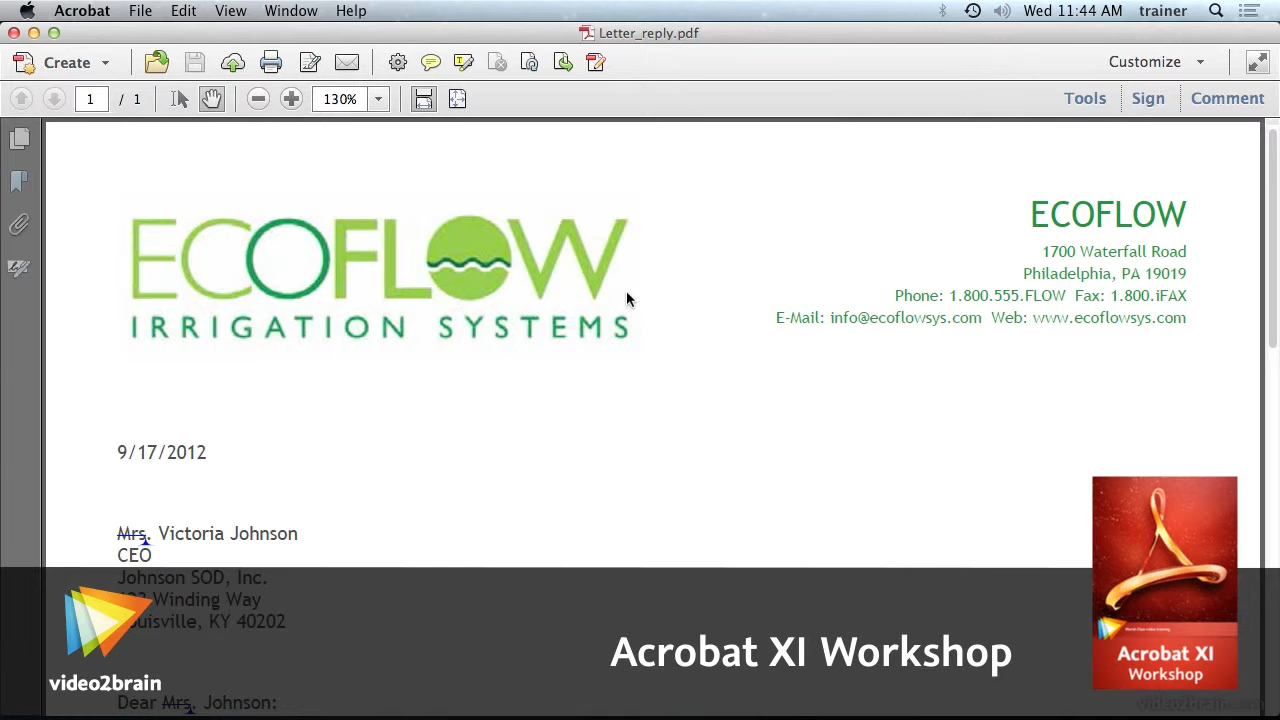 Acrobat File Edit View Window Help Wed 11:44 AM trainer
Letter_reply.pdf
Create Customize
1 / 1 130% Tools Sign Comment
ECOFLOW
IRRIGATION SYSTEMS
ECOFLOW
1700 Waterfall Road
Philadelphia, PA 19019
Phone: 1.800.555.FLOW Fax: 1.800.iFAX
E-Mail: info@ecoflowsys.com Web: www.ecoflowsys.com
9/17/2012
Mrs. Victoria Johnson
CEO
Johnson SOD, Inc.
Winding Way
KY 40202
Dear Mrs. Johnson:
video2brain
Acrobat XI Workshop
Acrobat XI
Workshop